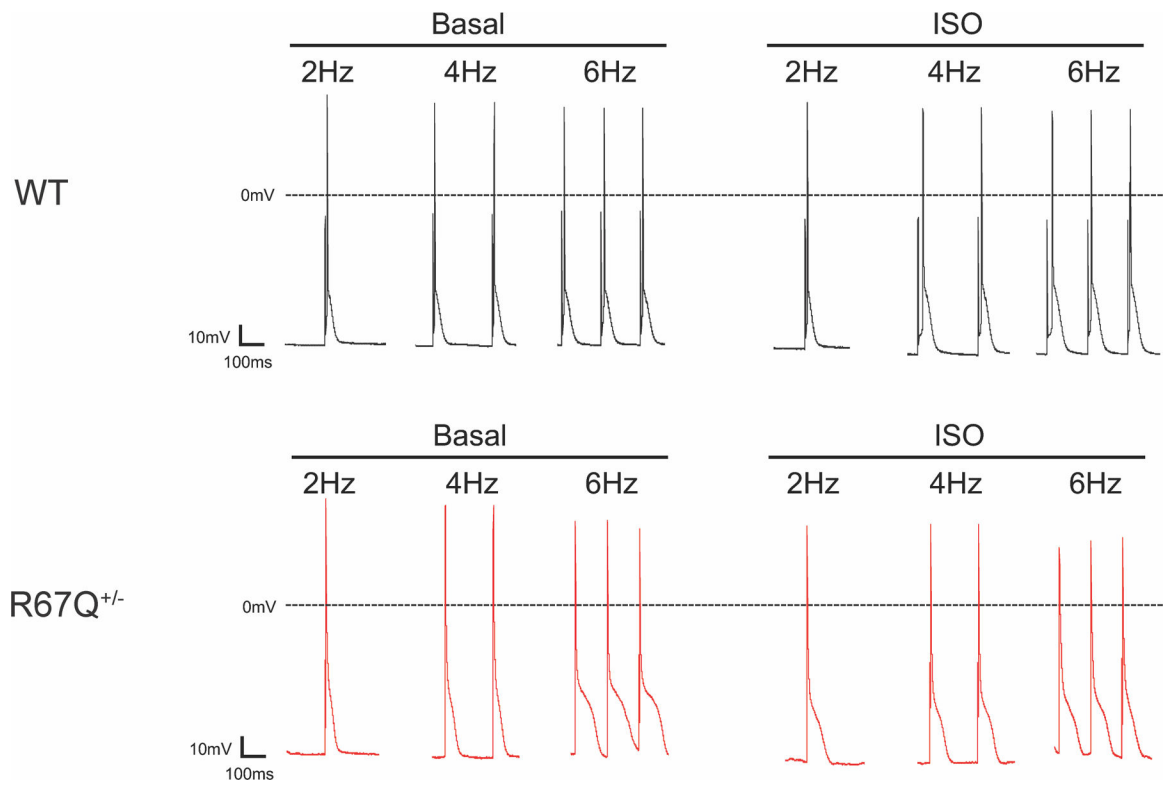 Basal ISO
2Hz 4Hz 6Hz 2Hz 4Hz 6Hz
WT
0mV
10mV
100ms
Basal ISO
2Hz 4Hz 6Hz 2Hz 4Hz 6Hz
R67Q+/-
0mV
10mV
100ms